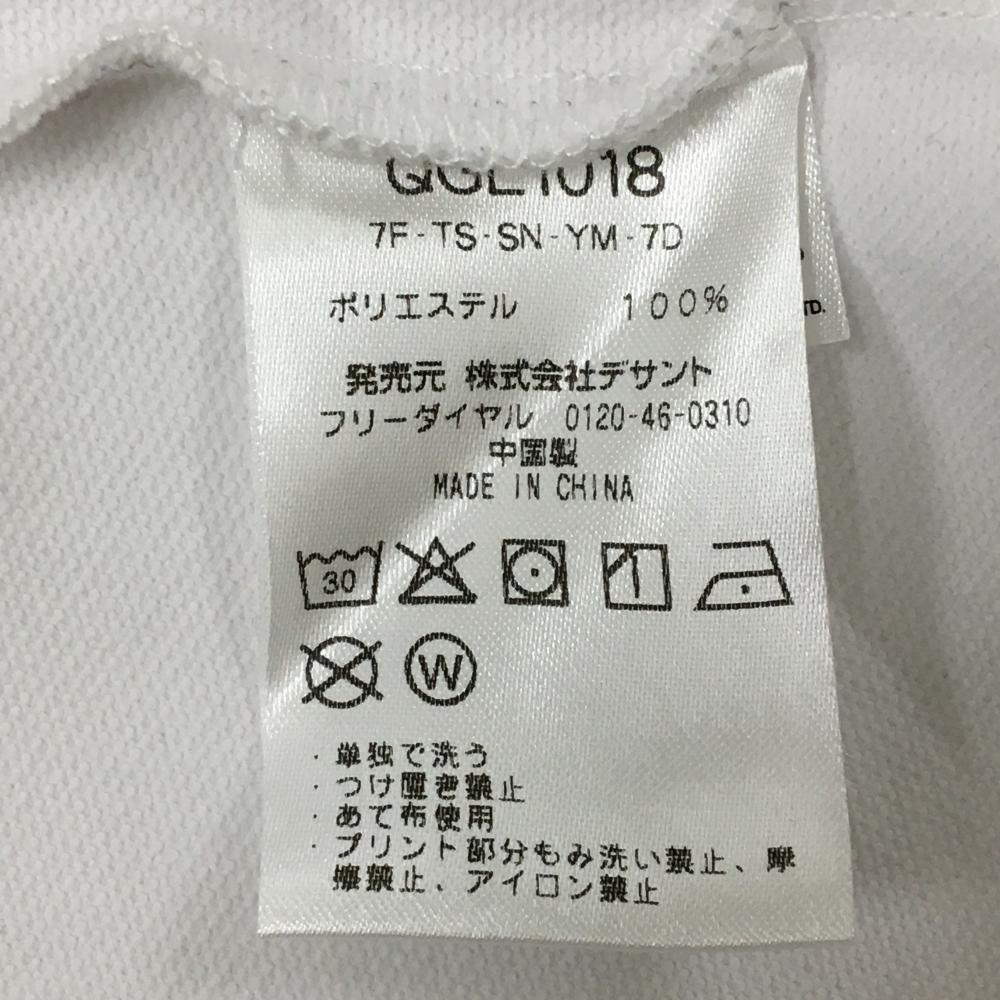 7F-TS-SN-YM-7D
ポリエステル 100%
発売元 株式会社デサント
フリーダイヤル 0120-46-0310
中国製
MADE IN CHINA
30
W
・単独で洗う
・つけ置き禁止
・あて布使用
・プリント部分もみ洗い禁止、摩
擦禁止、アイロン禁止
TD.